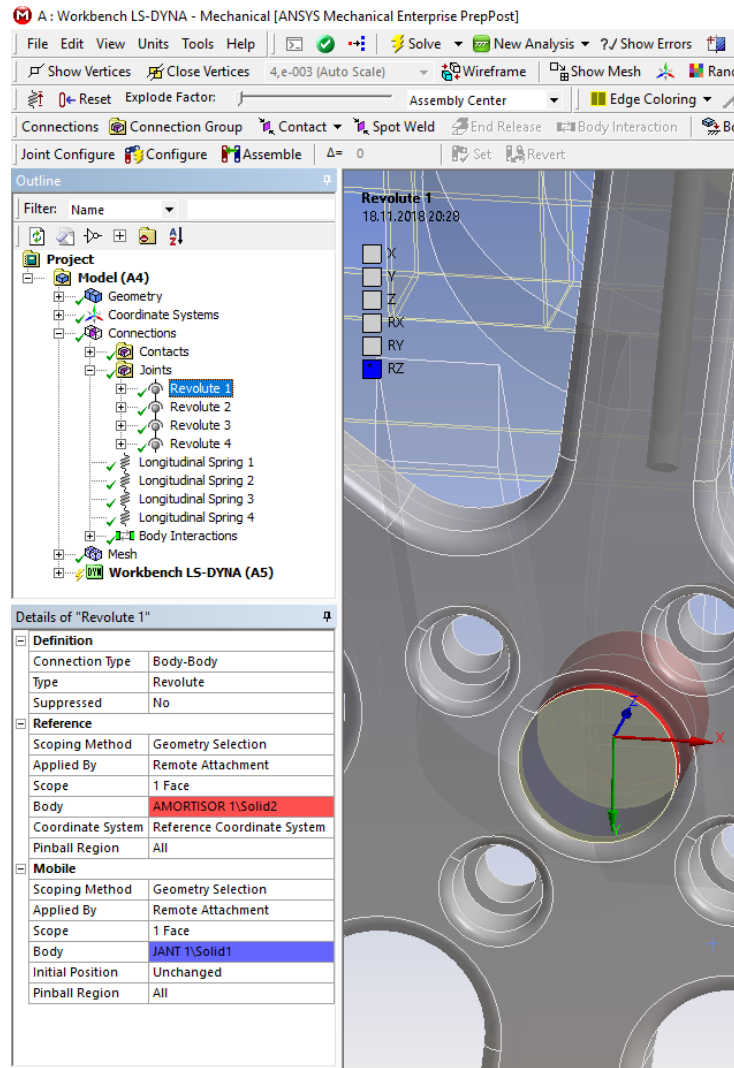 A : Workbench LS-DYNA - Mechanical [ANSYS Mechanical Enterprise PrepPost]
File Edit View Units Tools Help Solve New Analysis ?/ Show Errors
Show Vertices Close Vertices 4,e-003 (Auto Scale) Wireframe Show Mesh Rand
Reset Explode Factor: Assembly Center Edge Coloring
Connections Connection Group Contact Spot Weld End Release Body Interaction Bo
Joint Configure Configure Assemble Δ= 0 Set Revert
Outline
Filter: Name
Project
Model (A4)
Geometry
Coordinate Systems
Connections
Contacts
Joints
Revolute 1
Revolute 2
Revolute 3
Revolute 4
Longitudinal Spring 1
Longitudinal Spring 2
Longitudinal Spring 3
Longitudinal Spring 4
Body Interactions
Mesh
Workbench LS-DYNA (A5)
Details of "Revolute 1"
Definition
Connection Type Body-Body
Type Revolute
Suppressed No
Reference
Scoping Method Geometry Selection
Applied By Remote Attachment
Scope 1 Face
Body AMORTISOR 1\Solid2
Coordinate System Reference Coordinate System
Pinball Region All
Mobile
Scoping Method Geometry Selection
Applied By Remote Attachment
Scope 1 Face
Body JANT 1\Solid1
Initial Position Unchanged
Pinball Region All
Revolute 1
18.11.2018 20:28
X
Y
Z
RX
RY
RZ
Z
X
Y